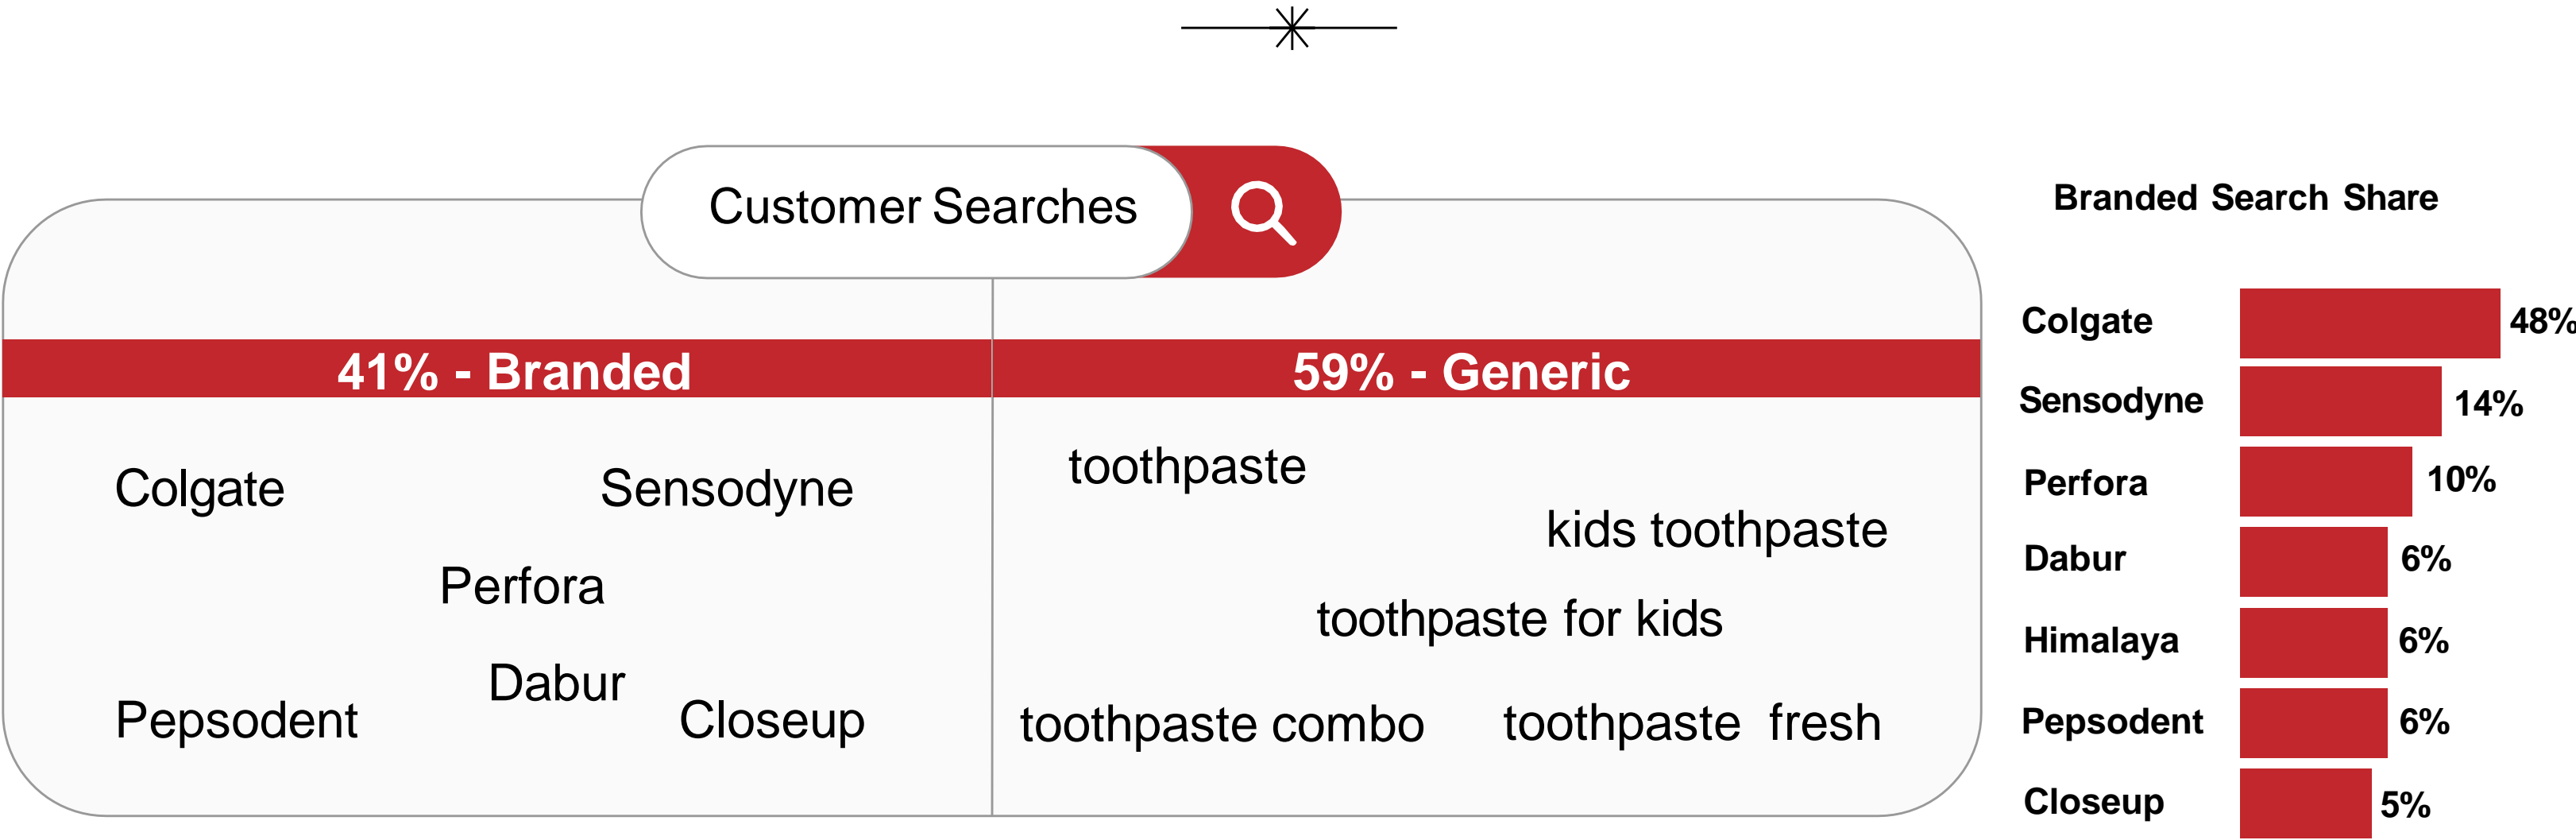 Customer Searches
41% - Branded
59% - Generic
Colgate
Sensodyne
Perfora
Dabur
Pepsodent
Closeup
toothpaste
kids toothpaste
toothpaste for kids
toothpaste combo
toothpaste fresh
Branded Search Share
Colgate 48%
Sensodyne 14%
Perfora 10%
Dabur 6%
Himalaya 6%
Pepsodent 6%
Closeup 5%